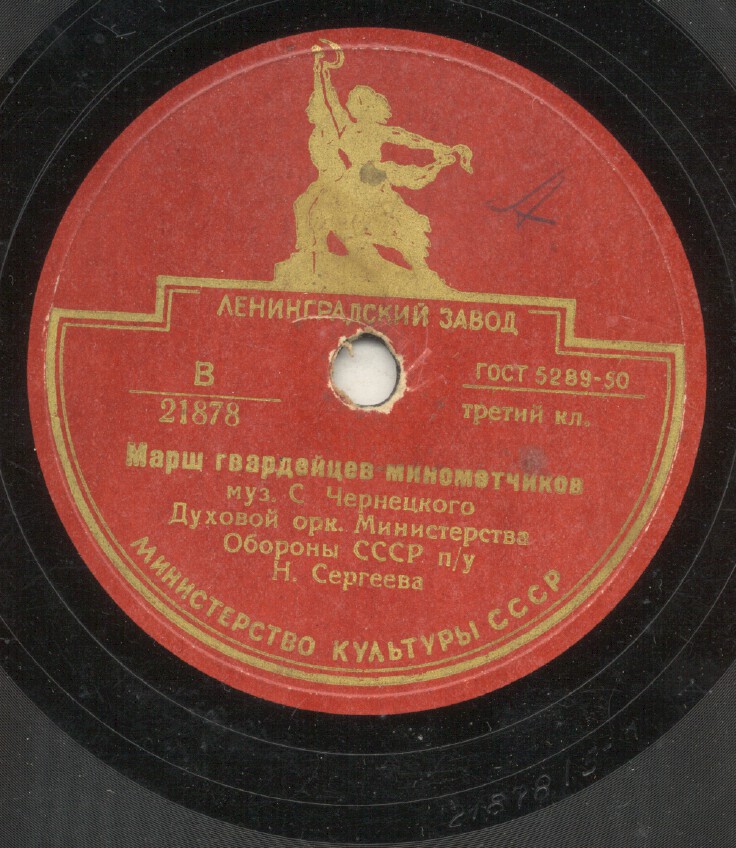 ЛЕНИНГРАДСКИЙ ЗАВОД
В
21878
ГОСТ 5289-50
третий кл.
Марш гвардейцев-минометчиков
муз. С. Чернецкого
Духовой орк. Министерства
Обороны СССР п/у
Н. Сергеева
МИНИСТЕРСТВО КУЛЬТУРЫ СССР